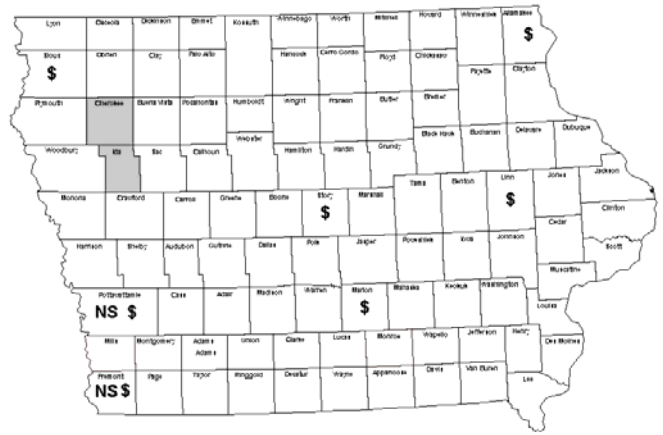 Lyon Osceola Dickinson Emmet Kossuth Winnebago Worth Mitchell Howard Winneshiek Allamakee
$
Sioux Obrien Clay Palo Alto Hancock Cerro Gordo Floyd Chickasaw
$
Fayette Clayton
Plymouth Cherokee Buena Vista Pocahontas Humboldt Wright Franklin Butler Bremer
Webster
Black Hawk Buchanan Delaware Dubuque
Woodbury Ida Sac Calhoun Hamilton Hardin Grundy
Tama Benton Linn Jones Jackson
Monona Crawford Carroll Greene Boone Story Marshall
$ $
Clinton
Cedar
Harrison Shelby Audubon Guthrie Dallas Polk Jasper Poweshiek Iowa Johnson
Scott
Muscatine
Pottawattamie Cass Adair Madison Warren Marion Mahaska Keokuk Washington
NS $ $
Louisa
Mills Montgomery Adams Union Clarke Lucas Monroe Wapello Jefferson Henry Des Moines
Adams
Fremont Page Taylor Ringgold Decatur Wayne Appanoose Davis Van Buren
Lee
NS $